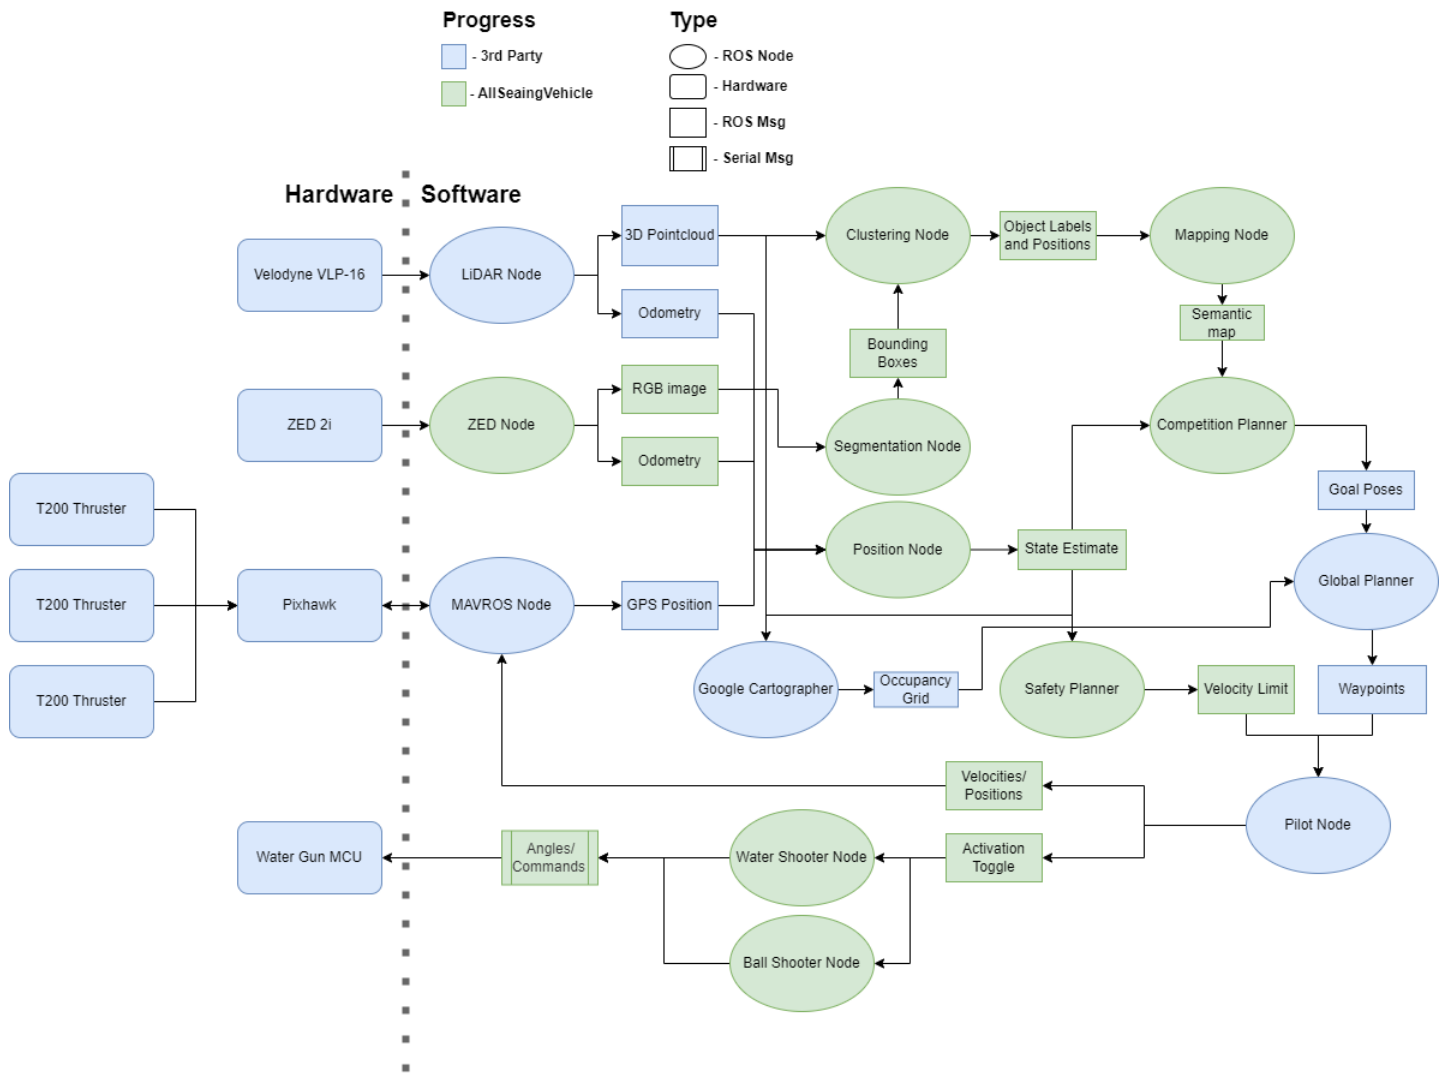 Progress
Type
- 3rd Party
- ROS Node
- Hardware
- AllSeaingVehicle
- ROS Msg
- Serial Msg
Hardware
Software
Velodyne VLP-16
LiDAR Node
3D Pointcloud
Odometry
Clustering Node
Object Labels
and Positions
Mapping Node
Semantic
map
Bounding
Boxes
ZED 2i
ZED Node
RGB image
Odometry
Segmentation Node
Competition Planner
Goal Poses
T200 Thruster
T200 Thruster
T200 Thruster
Pixhawk
MAVROS Node
GPS Position
Position Node
State Estimate
Global Planner
Google Cartographer
Occupancy
Grid
Safety Planner
Velocity Limit
Waypoints
Velocities/
Positions
Pilot Node
Water Gun MCU
Angles/
Commands
Water Shooter Node
Activation
Toggle
Ball Shooter Node